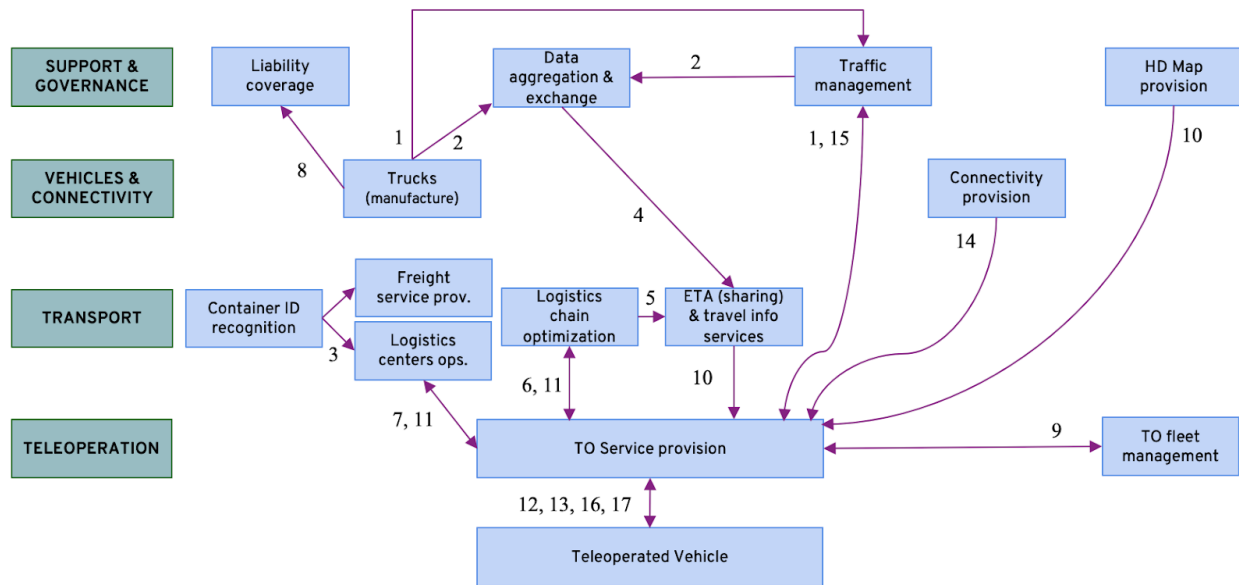 SUPPORT &
GOVERNANCE
Liability
coverage
Data
aggregation &
exchange
2
Traffic
management
HD Map
provision
1
2
1, 15
10
8
VEHICLES &
CONNECTIVITY
Trucks
(manufacture)
Connectivity
provision
4
14
TRANSPORT
Container ID
recognition
Freight
service prov.
3
Logistics
centers ops.
Logistics
chain
optimization
5
ETA (sharing)
& travel info
services
7, 11
6, 11
10
TELEOPERATION
TO Service provision
9
TO fleet
management
12, 13, 16, 17
Teleoperated Vehicle